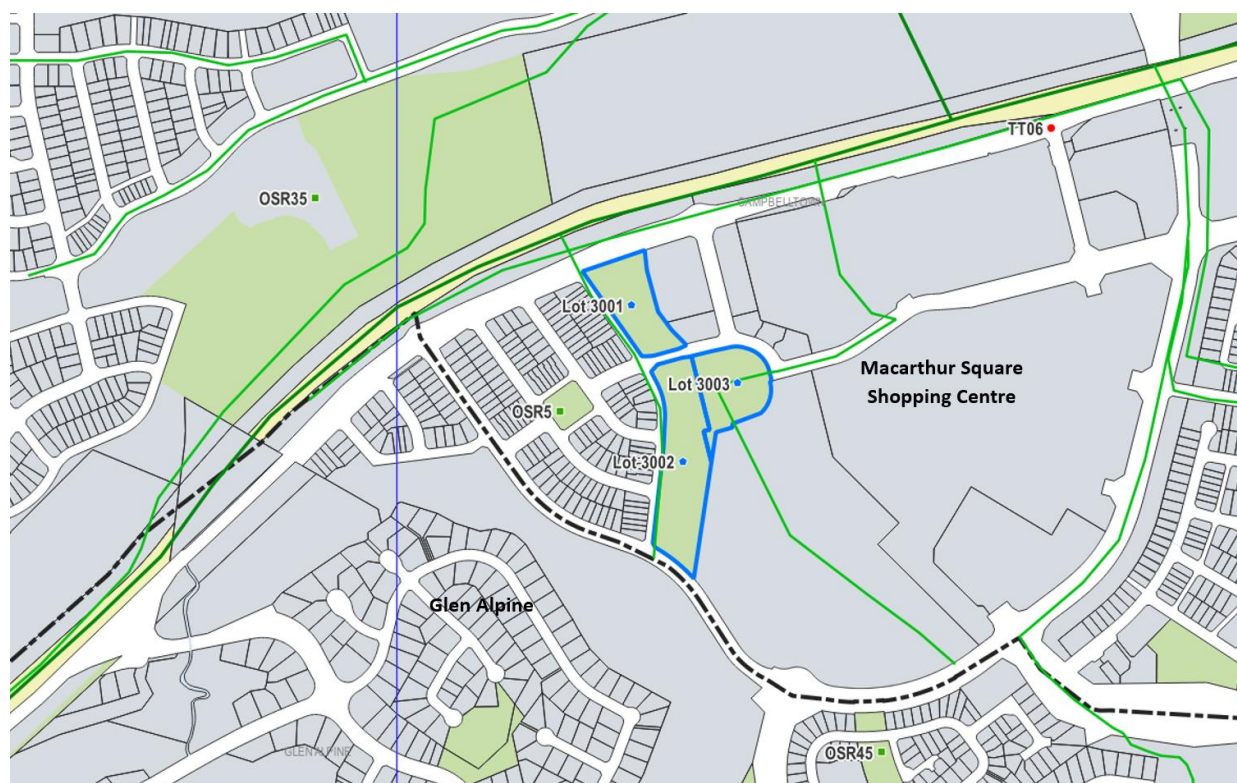 TT06
OSR35
CAMPBELLTOWN
Lot 3001
Macarthur Square
Shopping Centre
Lot 3003
OSR5
Lot 3002
Glen Alpine
GLEN ALPINE
OSR45